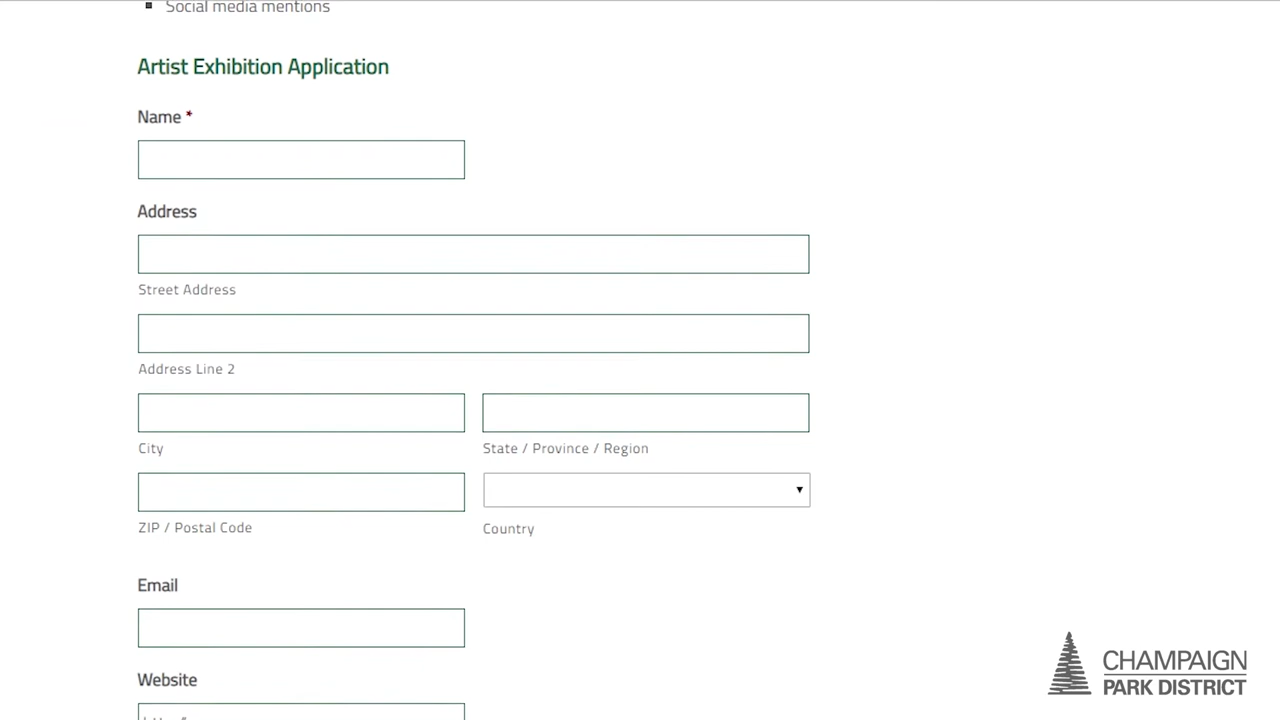 Social media mentions
Artist Exhibition Application
Name *
Address
Street Address
Address Line 2
City
State / Province / Region
ZIP / Postal Code
Country
Email
Website
CHAMPAIGN
PARK DISTRICT